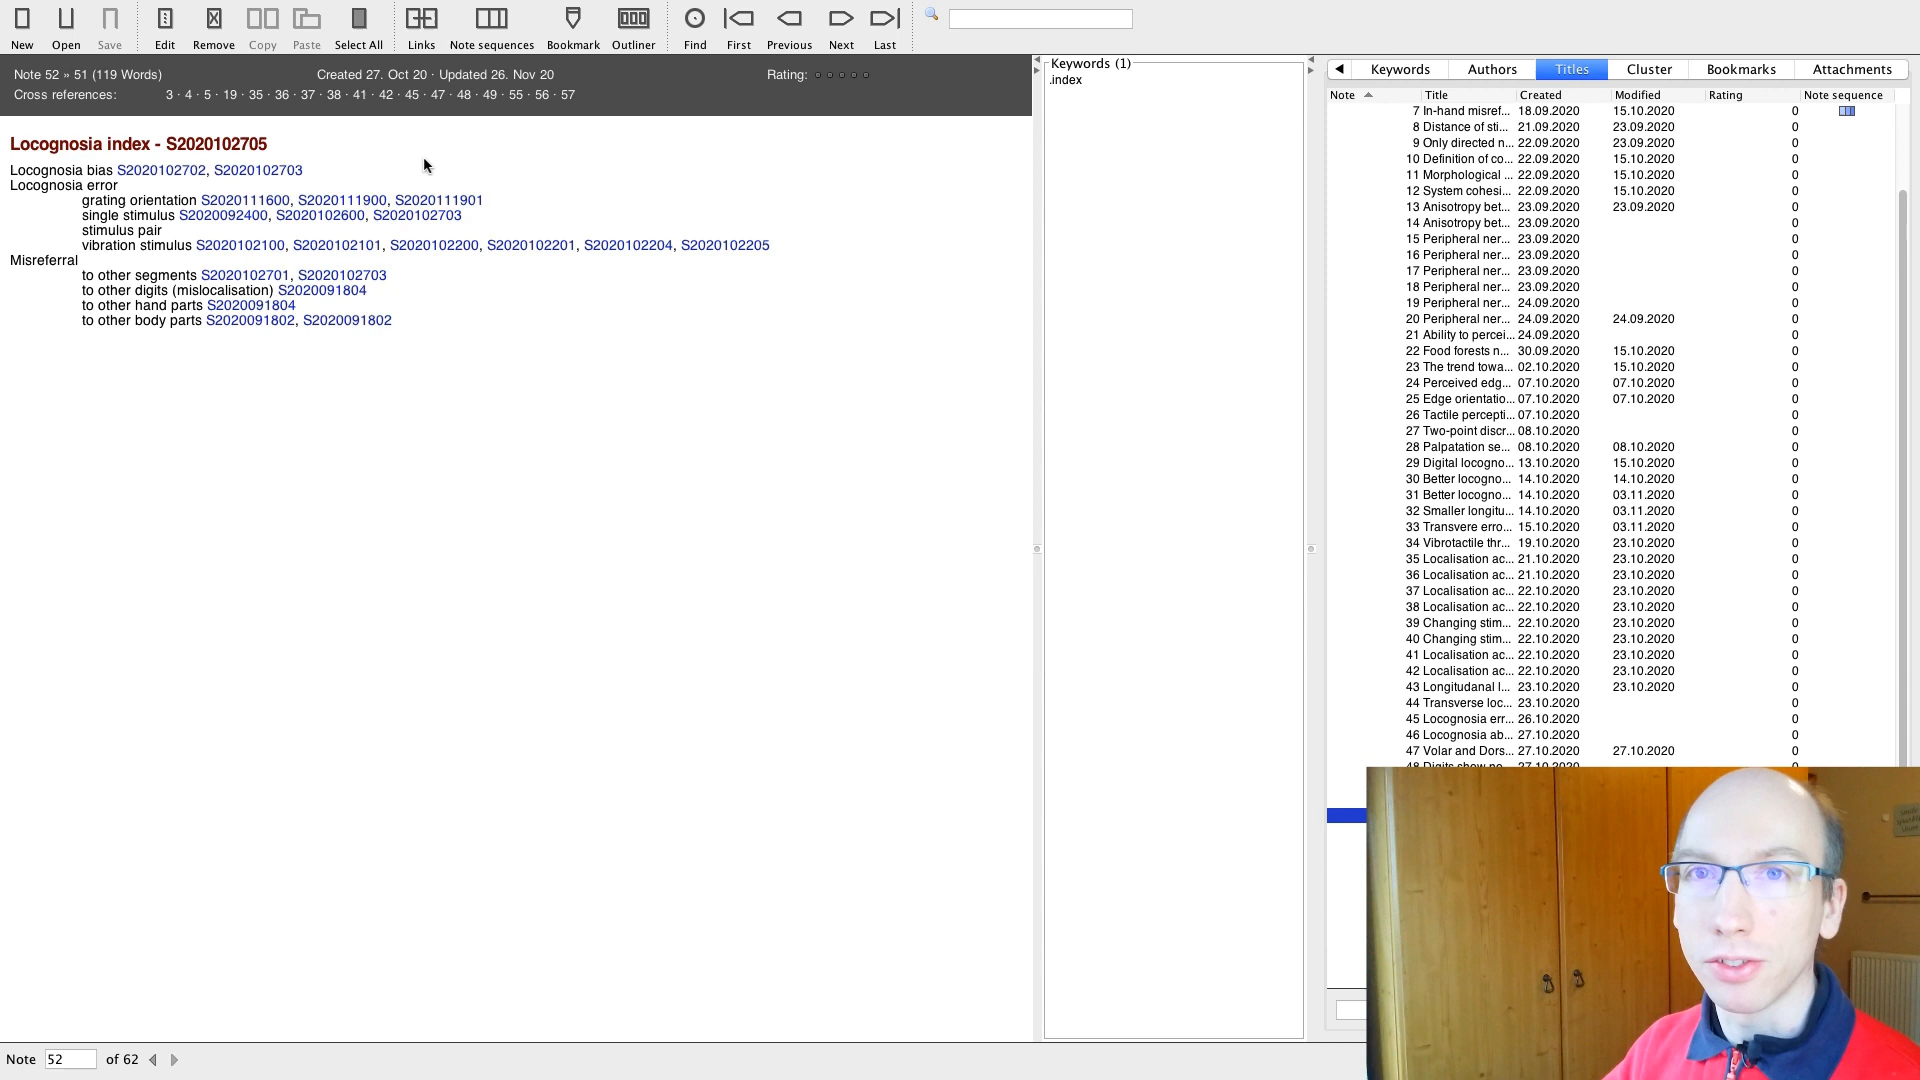 New Open Save Edit Remove Copy Paste Select All Links Note sequences Bookmark Outliner Find First Previous Next Last
Note 52 » 51 (119 Words) Created 27. Oct 20 · Updated 26. Nov 20 Rating:
Cross references: 3 · 4 · 5 · 19 · 35 · 36 · 37 · 38 · 41 · 42 · 45 · 47 · 48 · 49 · 55 · 56 · 57
Locognosia index - S2020102705
Locognosia bias S2020102702, S2020102703
Locognosia error
grating orientation S2020111600, S2020111900, S2020111901
single stimulus S2020092400, S2020102600, S2020102703
stimulus pair
vibration stimulus S2020102100, S2020102101, S2020102200, S2020102201, S2020102204, S2020102205
Misreferral
to other segments S2020102701, S2020102703
to other digits (mislocalisation) S2020091804
to other hand parts S2020091804
to other body parts S2020091802, S2020091802
Keywords (1)
.index
Keywords Authors Titles Cluster Bookmarks Attachments
Note Title Created Modified Rating Note sequence
7 In-hand misref... 18.09.2020 15.10.2020 0
8 Distance of sti... 21.09.2020 23.09.2020 0
9 Only directed n... 22.09.2020 23.09.2020 0
10 Definition of co... 22.09.2020 15.10.2020 0
11 Morphological ... 22.09.2020 15.10.2020 0
12 System cohesi... 22.09.2020 15.10.2020 0
13 Anisotropy bet... 23.09.2020 23.09.2020 0
14 Anisotropy bet... 23.09.2020 0
15 Peripheral ner... 23.09.2020 0
16 Peripheral ner... 23.09.2020 0
17 Peripheral ner... 23.09.2020 0
18 Peripheral ner... 23.09.2020 0
19 Peripheral ner... 24.09.2020 0
20 Peripheral ner... 24.09.2020 24.09.2020 0
21 Ability to percei... 24.09.2020 0
22 Food forests n... 30.09.2020 15.10.2020 0
23 The trend towa... 02.10.2020 15.10.2020 0
24 Perceived edg... 07.10.2020 07.10.2020 0
25 Edge orientatio... 07.10.2020 07.10.2020 0
26 Tactile percepti... 07.10.2020 0
27 Two-point discr... 08.10.2020 0
28 Palpatation se... 08.10.2020 08.10.2020 0
29 Digital locogno... 13.10.2020 15.10.2020 0
30 Better locogno... 14.10.2020 14.10.2020 0
31 Better locogno... 14.10.2020 03.11.2020 0
32 Smaller longitu... 14.10.2020 03.11.2020 0
33 Transvere erro... 15.10.2020 03.11.2020 0
34 Vibrotactile thr... 19.10.2020 23.10.2020 0
35 Localisation ac... 21.10.2020 23.10.2020 0
36 Localisation ac... 21.10.2020 23.10.2020 0
37 Localisation ac... 22.10.2020 23.10.2020 0
38 Localisation ac... 22.10.2020 23.10.2020 0
39 Changing stim... 22.10.2020 23.10.2020 0
40 Changing stim... 22.10.2020 23.10.2020 0
41 Localisation ac... 22.10.2020 23.10.2020 0
42 Localisation ac... 22.10.2020 23.10.2020 0
43 Longitudanal l... 23.10.2020 23.10.2020 0
44 Transverse loc... 23.10.2020 0
45 Locognosia err... 26.10.2020 0
46 Locognosia ab... 27.10.2020 0
47 Volar and Dors... 27.10.2020 27.10.2020 0
Note 52 of 62